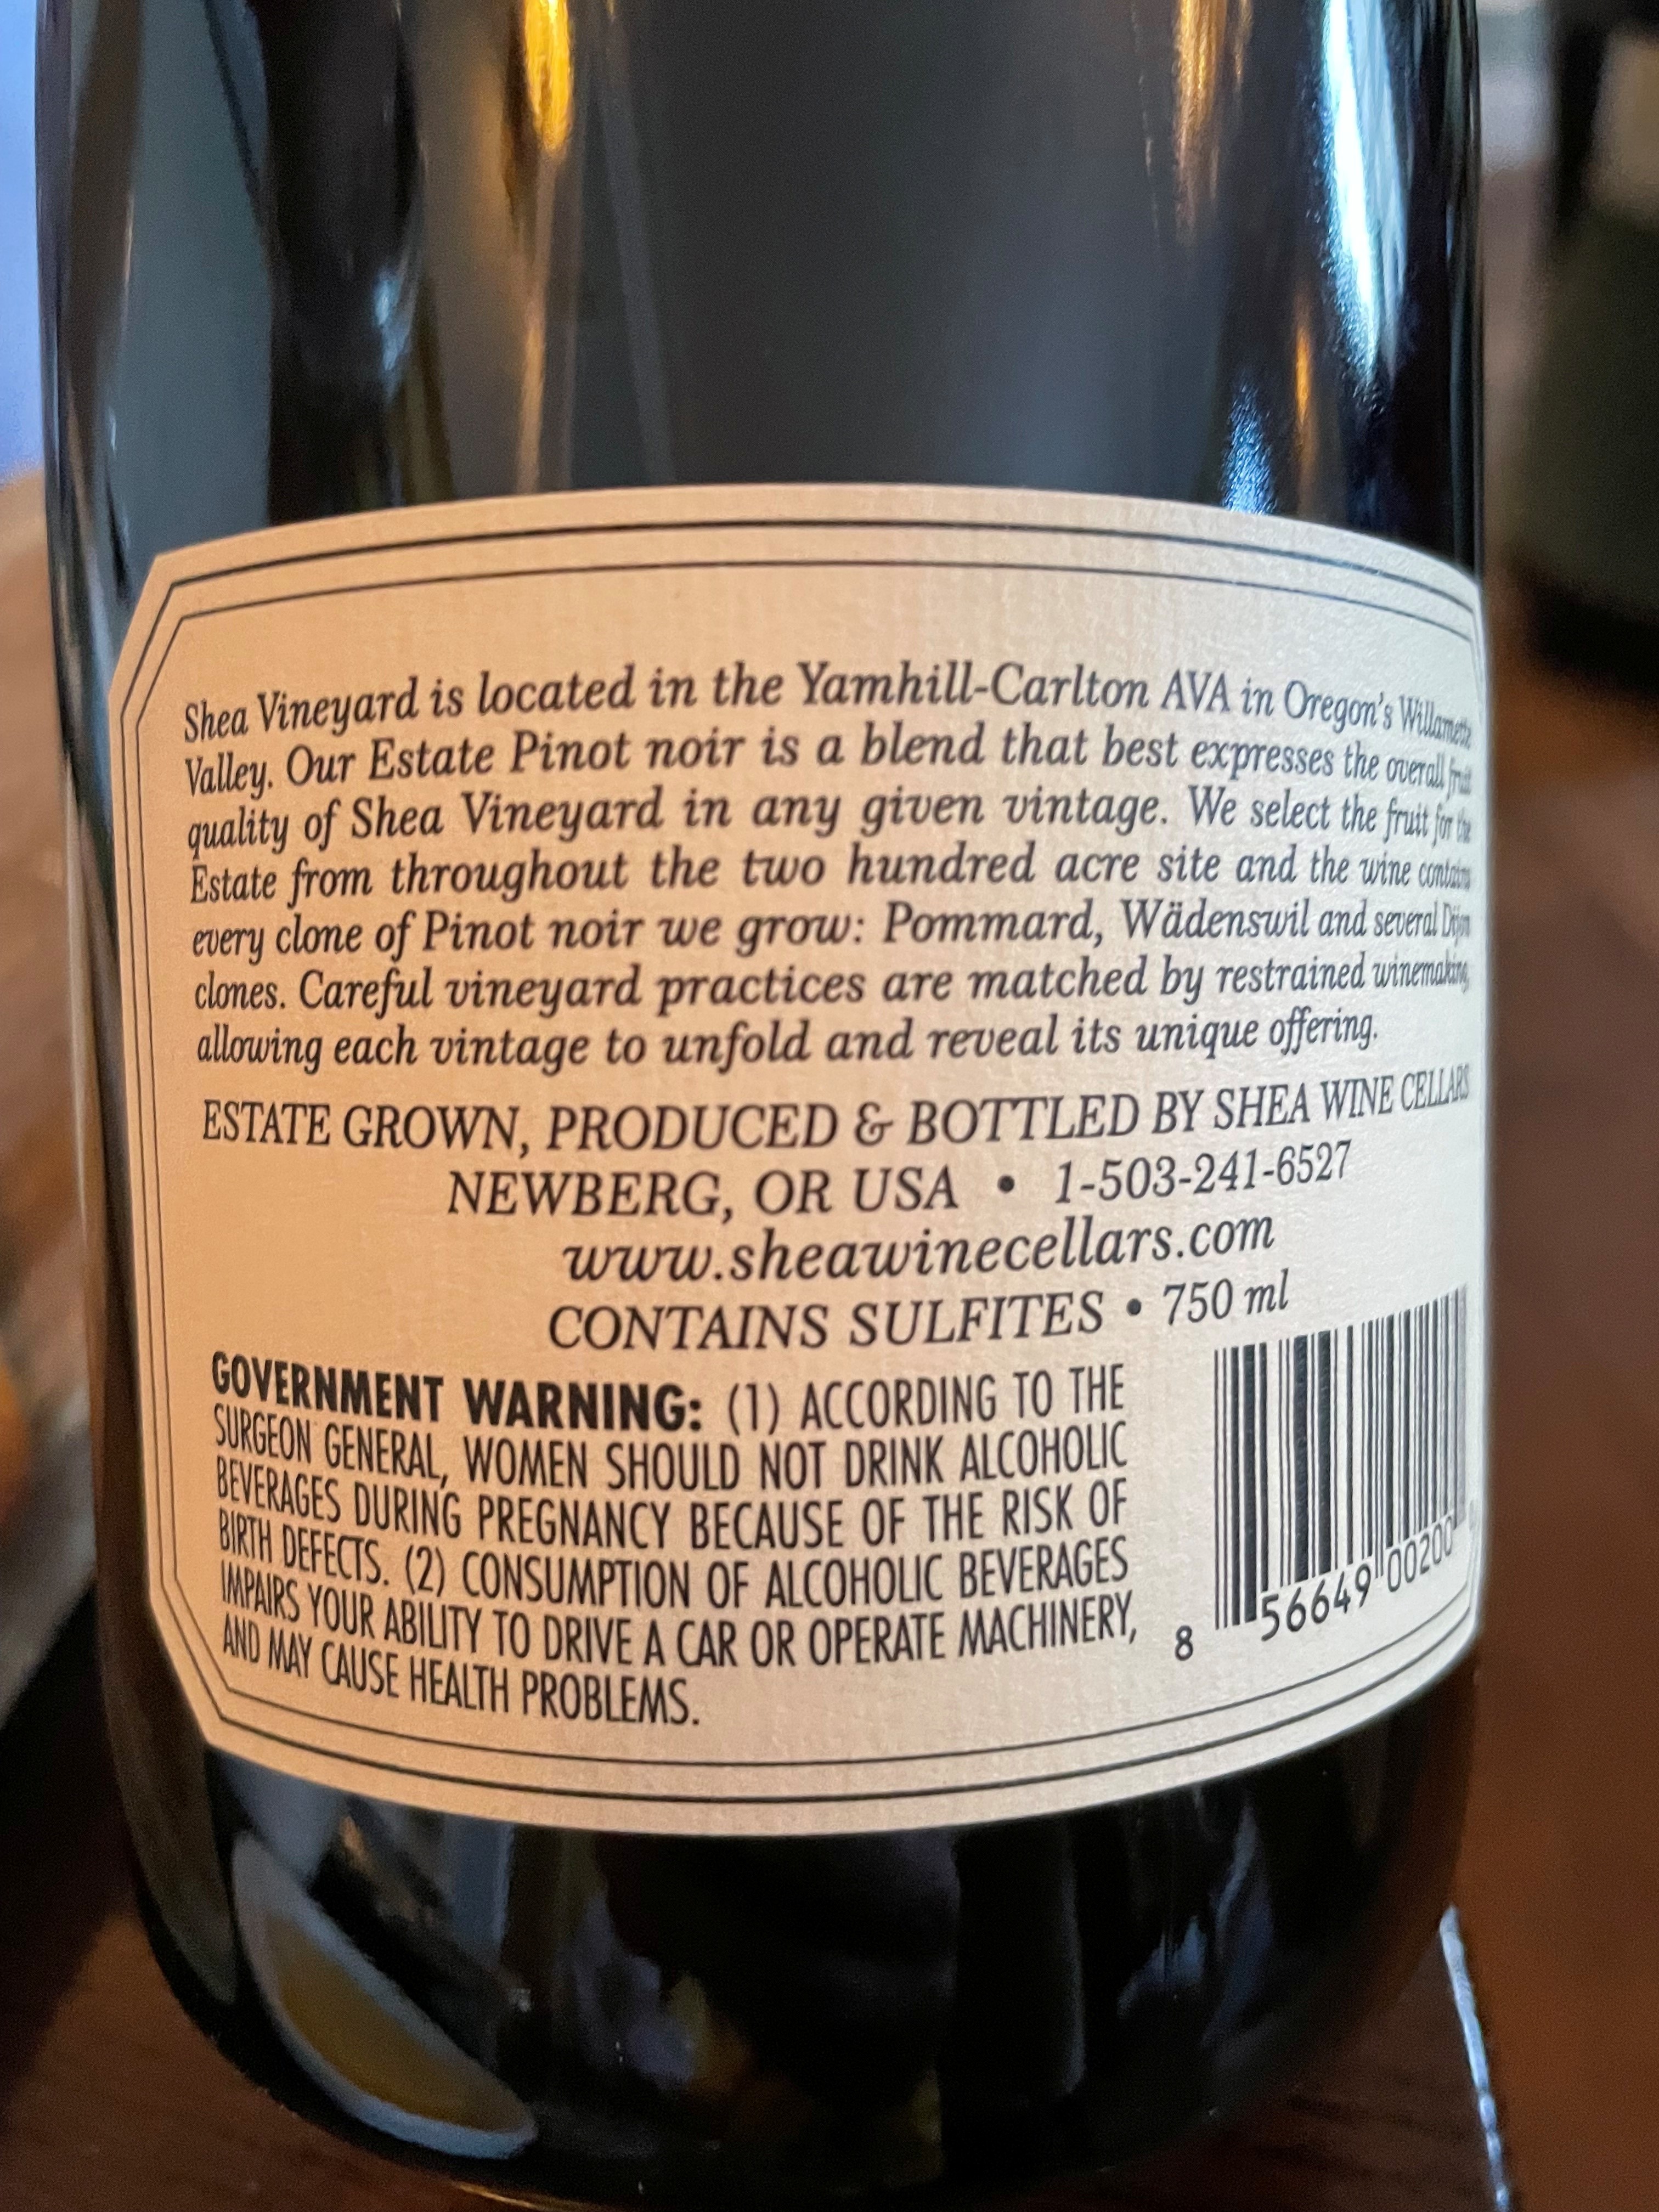 Shea Vineyard is located in the Yamhill-Carlton AVA in Oregon's Willamette
Valley. Our Estate Pinot noir is a blend that best expresses the overall fruit
quality of Shea Vineyard in any given vintage. We select the fruit for the
Estate from throughout the two hundred acre site and the wine contains
every clone of Pinot noir we grow: Pommard, Wädenswil and several Dijon
clones. Careful vineyard practices are matched by restrained winemaking,
allowing each vintage to unfold and reveal its unique offering.
ESTATE GROWN, PRODUCED & BOTTLED BY SHEA WINE CELLARS
NEWBERG, OR USA • 1-503-241-6527
www.sheawinecellars.com
CONTAINS SULFITES • 750 ml
GOVERNMENT WARNING: (1) ACCORDING TO THE
SURGEON GENERAL, WOMEN SHOULD NOT DRINK ALCOHOLIC
BEVERAGES DURING PREGNANCY BECAUSE OF THE RISK OF
BIRTH DEFECTS. (2) CONSUMPTION OF ALCOHOLIC BEVERAGES
IMPAIRS YOUR ABILITY TO DRIVE A CAR OR OPERATE MACHINERY,
AND MAY CAUSE HEALTH PROBLEMS.
8 56649 00200